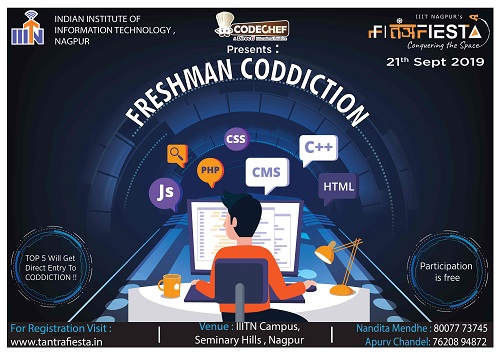 INDIAN INSTITUTE OF
INFORMATION TECHNOLOGY ,
NAGPUR
IIITN
CODECHEF
Presents :
IIIT NAGPUR's
FIESTA
Conquering the Space
21th Sept 2019
FRESHMAN CODDICTION
CSS
C++
PHP
CMS
Js
HTML
TOP 5 Will Get
Direct Entry To
CODDICTION !!
Participation
is free
For Registration Visit :
www.tantrafiesta.in
Venue : IIITN Campus,
Seminary Hills , Nagpur
Nandita Mendhe : 80077 73745
Apurv Chandel: 76208 94872